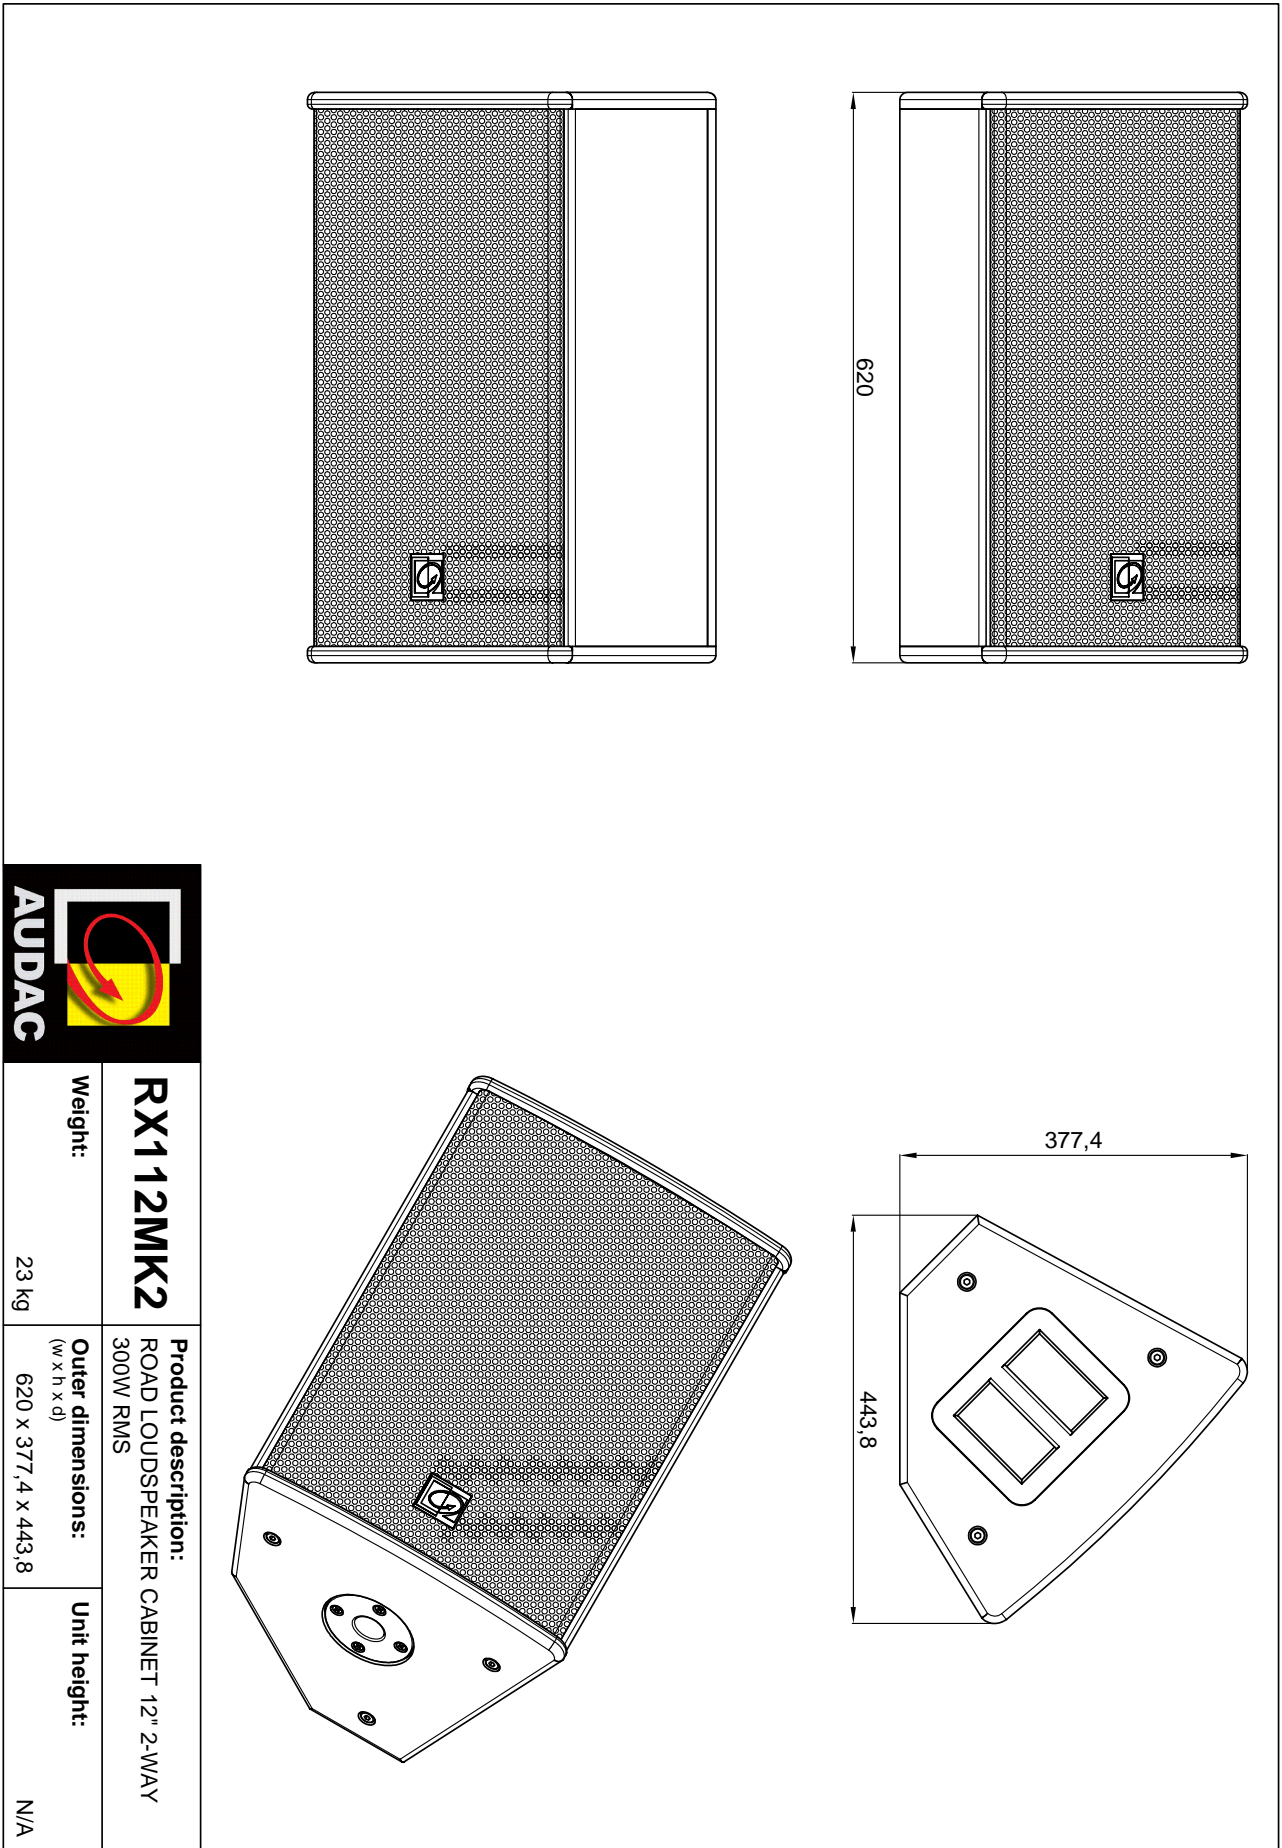 620
377,4
443,8
AUDAC
RX112MK2
Product description:
ROAD LOUDSPEAKER CABINET 12" 2-WAY
300W RMS
Weight:
23 kg
Outer dimensions:
(w x h x d)
620 x 377,4 x 443,8
Unit height:
N/A